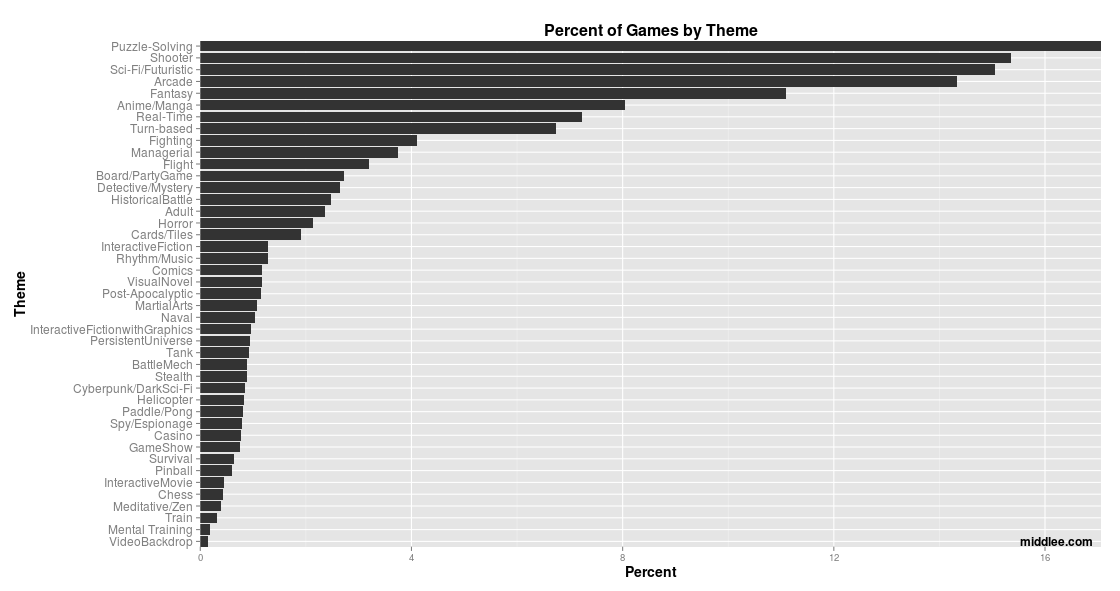 Percent of Games by Theme
Theme
Puzzle-Solving
Shooter
Sci-Fi/Futuristic
Arcade
Fantasy
Anime/Manga
Real-Time
Turn-based
Fighting
Managerial
Flight
Board/PartyGame
Detective/Mystery
HistoricalBattle
Adult
Horror
Cards/Tiles
InteractiveFiction
Rhythm/Music
Comics
VisualNovel
Post-Apocalyptic
MartialArts
Naval
InteractiveFictionwithGraphics
PersistentUniverse
Tank
BattleMech
Stealth
Cyberpunk/DarkSci-Fi
Helicopter
Paddle/Pong
Spy/Espionage
Casino
GameShow
Survival
Pinball
InteractiveMovie
Chess
Meditative/Zen
Train
Mental Training
VideoBackdrop
middlee.com
0 4 8 12 16
Percent